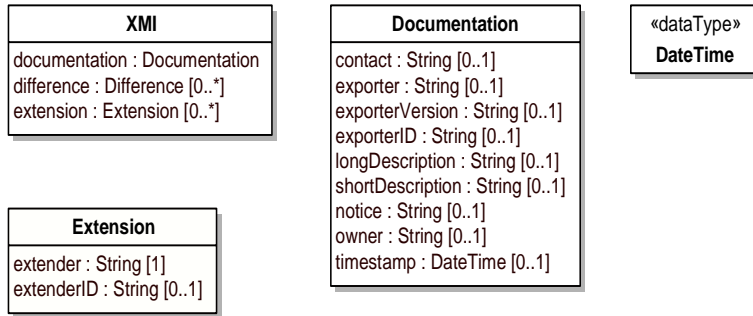 XMI
documentation : Documentation
difference : Difference [0..*]
extension : Extension [0..*]
Documentation
contact : String [0..1]
exporter : String [0..1]
exporterVersion : String [0..1]
exporterID : String [0..1]
longDescription : String [0..1]
shortDescription : String [0..1]
notice : String [0..1]
owner : String [0..1]
timestamp : DateTime [0..1]
«dataType»
DateTime
Extension
extender : String [1]
extenderID : String [0..1]